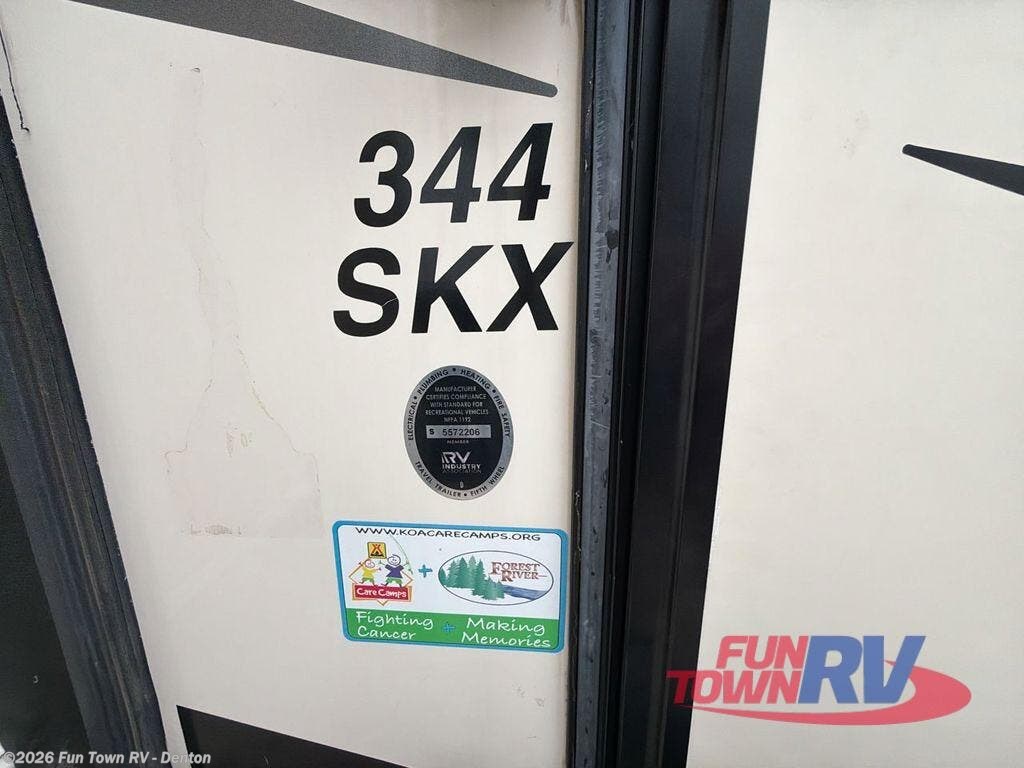 344
SKX
ELECTRICAL • PLUMBING • HEATING • FIRE SAFETY
MANUFACTURER
CERTIFIES COMPLIANCE
WITH STANDARD FOR
RECREATIONAL VEHICLES
NFPA 1192
S 5572206
MEMBER
RV
INDUSTRY
ASSOCIATION
TRAVEL TRAILER • FIFTH WHEEL
WWW.KOACARECAMPS.ORG
Care Camps
+
FOREST
RIVER
Fighting
Cancer
+
Making
Memories
FUN
TOWN RV
©2026 Fun Town RV - Denton